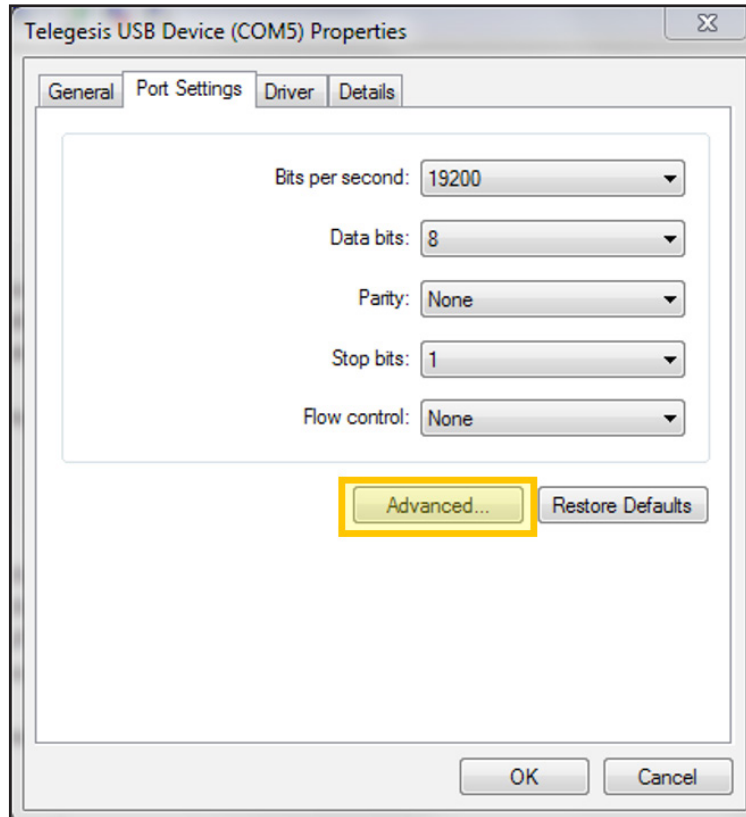 Telegesis USB Device (COM5) Properties
General Port Settings Driver Details
Bits per second: 19200
Data bits: 8
Parity: None
Stop bits: 1
Flow control: None
Advanced... Restore Defaults
OK Cancel